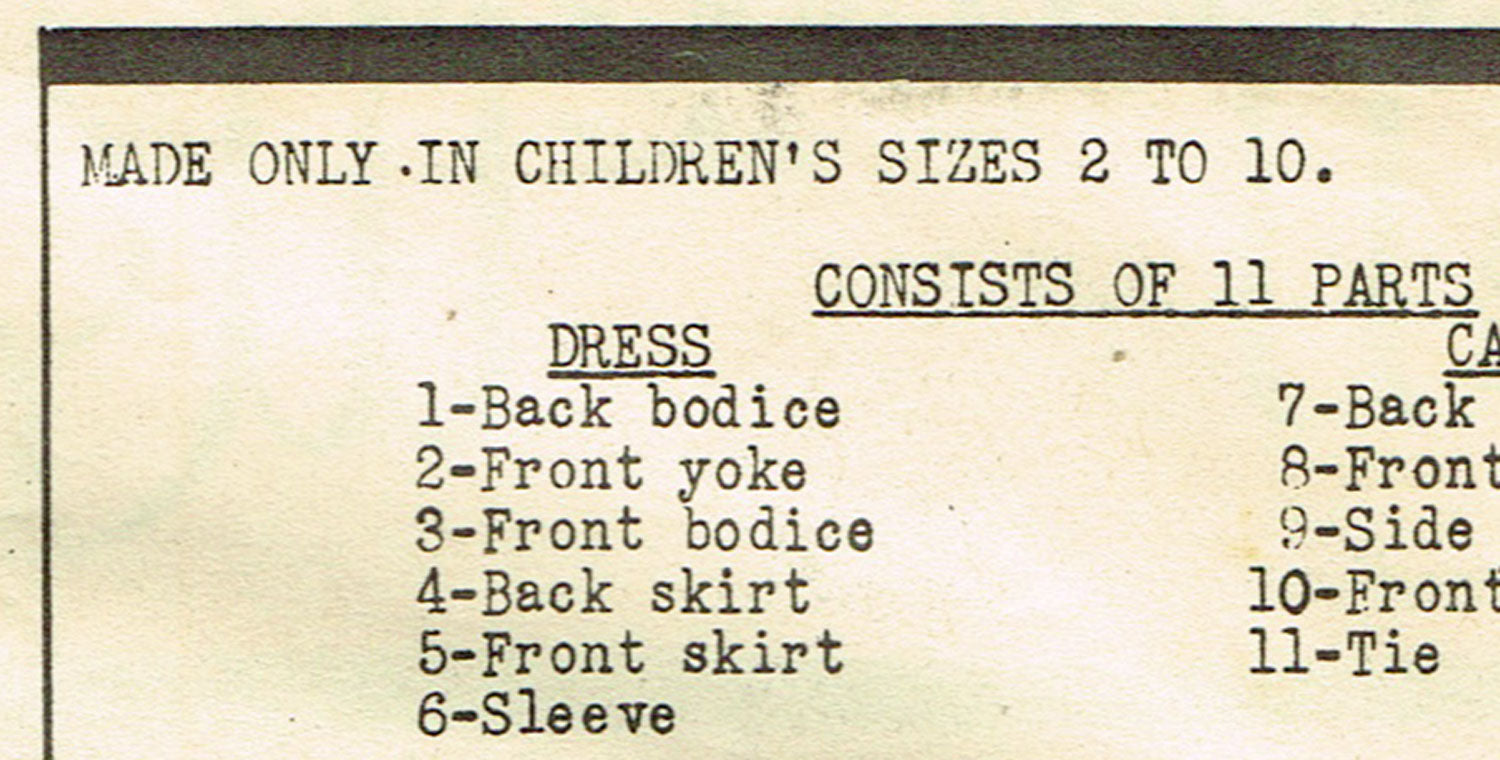 MADE ONLY IN CHILDREN'S SIZES 2 TO 10.
CONSISTS OF 11 PARTS
DRESS
1-Back bodice 7-Back
2-Front yoke 8-Front
3-Front bodice 9-Side
4-Back skirt 10-Front
5-Front skirt 11-Tie
6-Sleeve